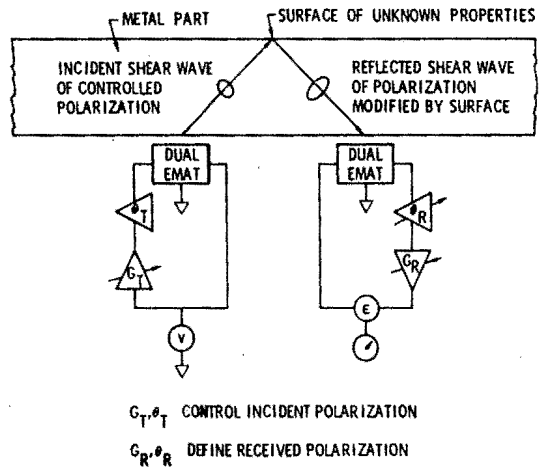 METAL PART
SURFACE OF UNKNOWN PROPERTIES
INCIDENT SHEAR WAVE
OF CONTROLLED
POLARIZATION
REFLECTED SHEAR WAVE
OF POLARIZATION
MODIFIED BY SURFACE
DUAL
EMAT
DUAL
EMAT
θT
θR
GT
GR
V
Σ
GT,θT CONTROL INCIDENT POLARIZATION
GR,θR DEFINE RECEIVED POLARIZATION